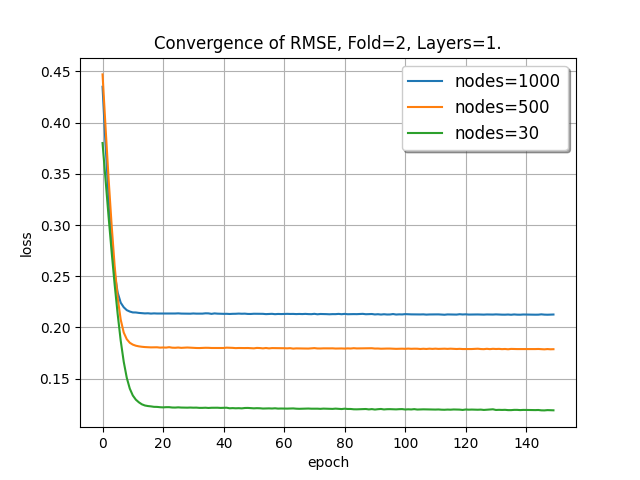 Convergence of RMSE, Fold=2, Layers=1.
nodes=1000
nodes=500
nodes=30
loss
0.45
0.40
0.35
0.30
0.25
0.20
0.15
0 20 40 60 80 100 120 140
epoch